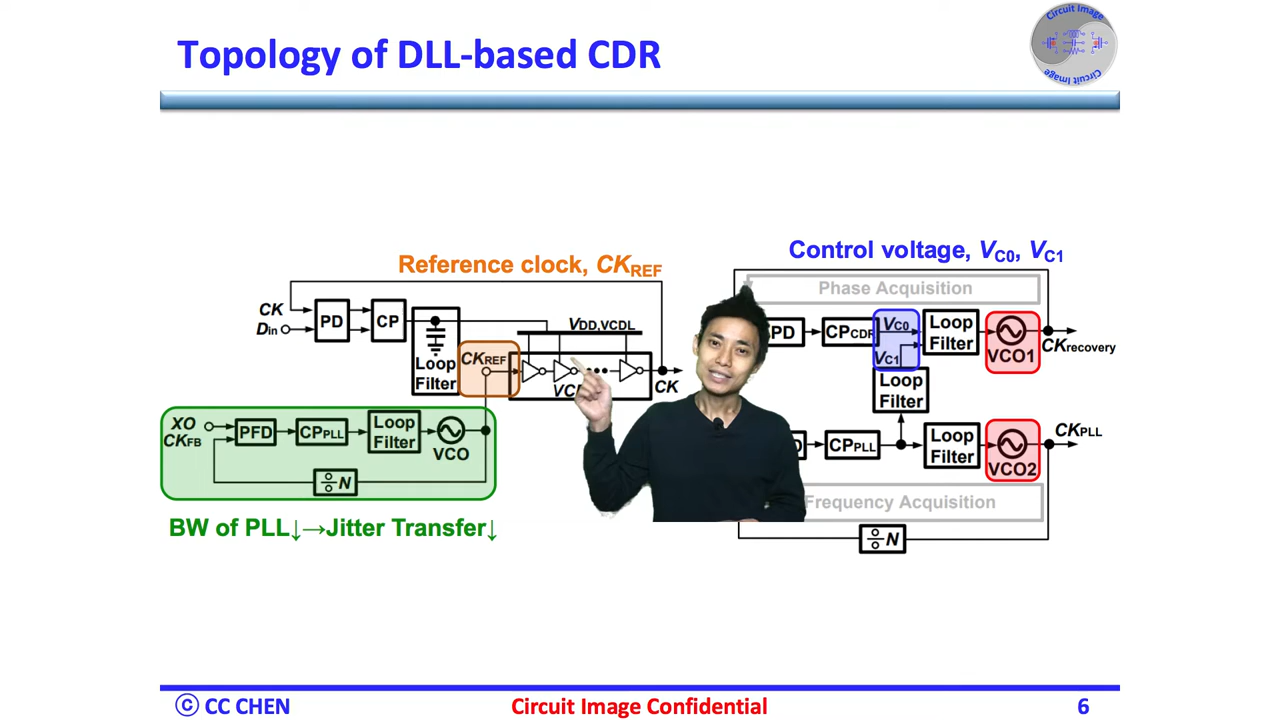 Topology of DLL-based CDR
Circuit Image
Circuit Image
Reference clock, CKREF
CK
Din
PD
CP
Loop
Filter
CKREF
VDD,VCDL
CK
XO
CKFB
PFD
CPPLL
Loop
Filter
VCO
÷N
BW of PLL↓→Jitter Transfer↓
Control voltage, VC0, VC1
Phase Acquisition
PD
CPCDR
VC0
VC1
Loop
Filter
VCO1
CKrecovery
Loop
Filter
CPPLL
Loop
Filter
VCO2
CKPLL
Frequency Acquisition
÷N
ⓒ CC CHEN
Circuit Image Confidential
6